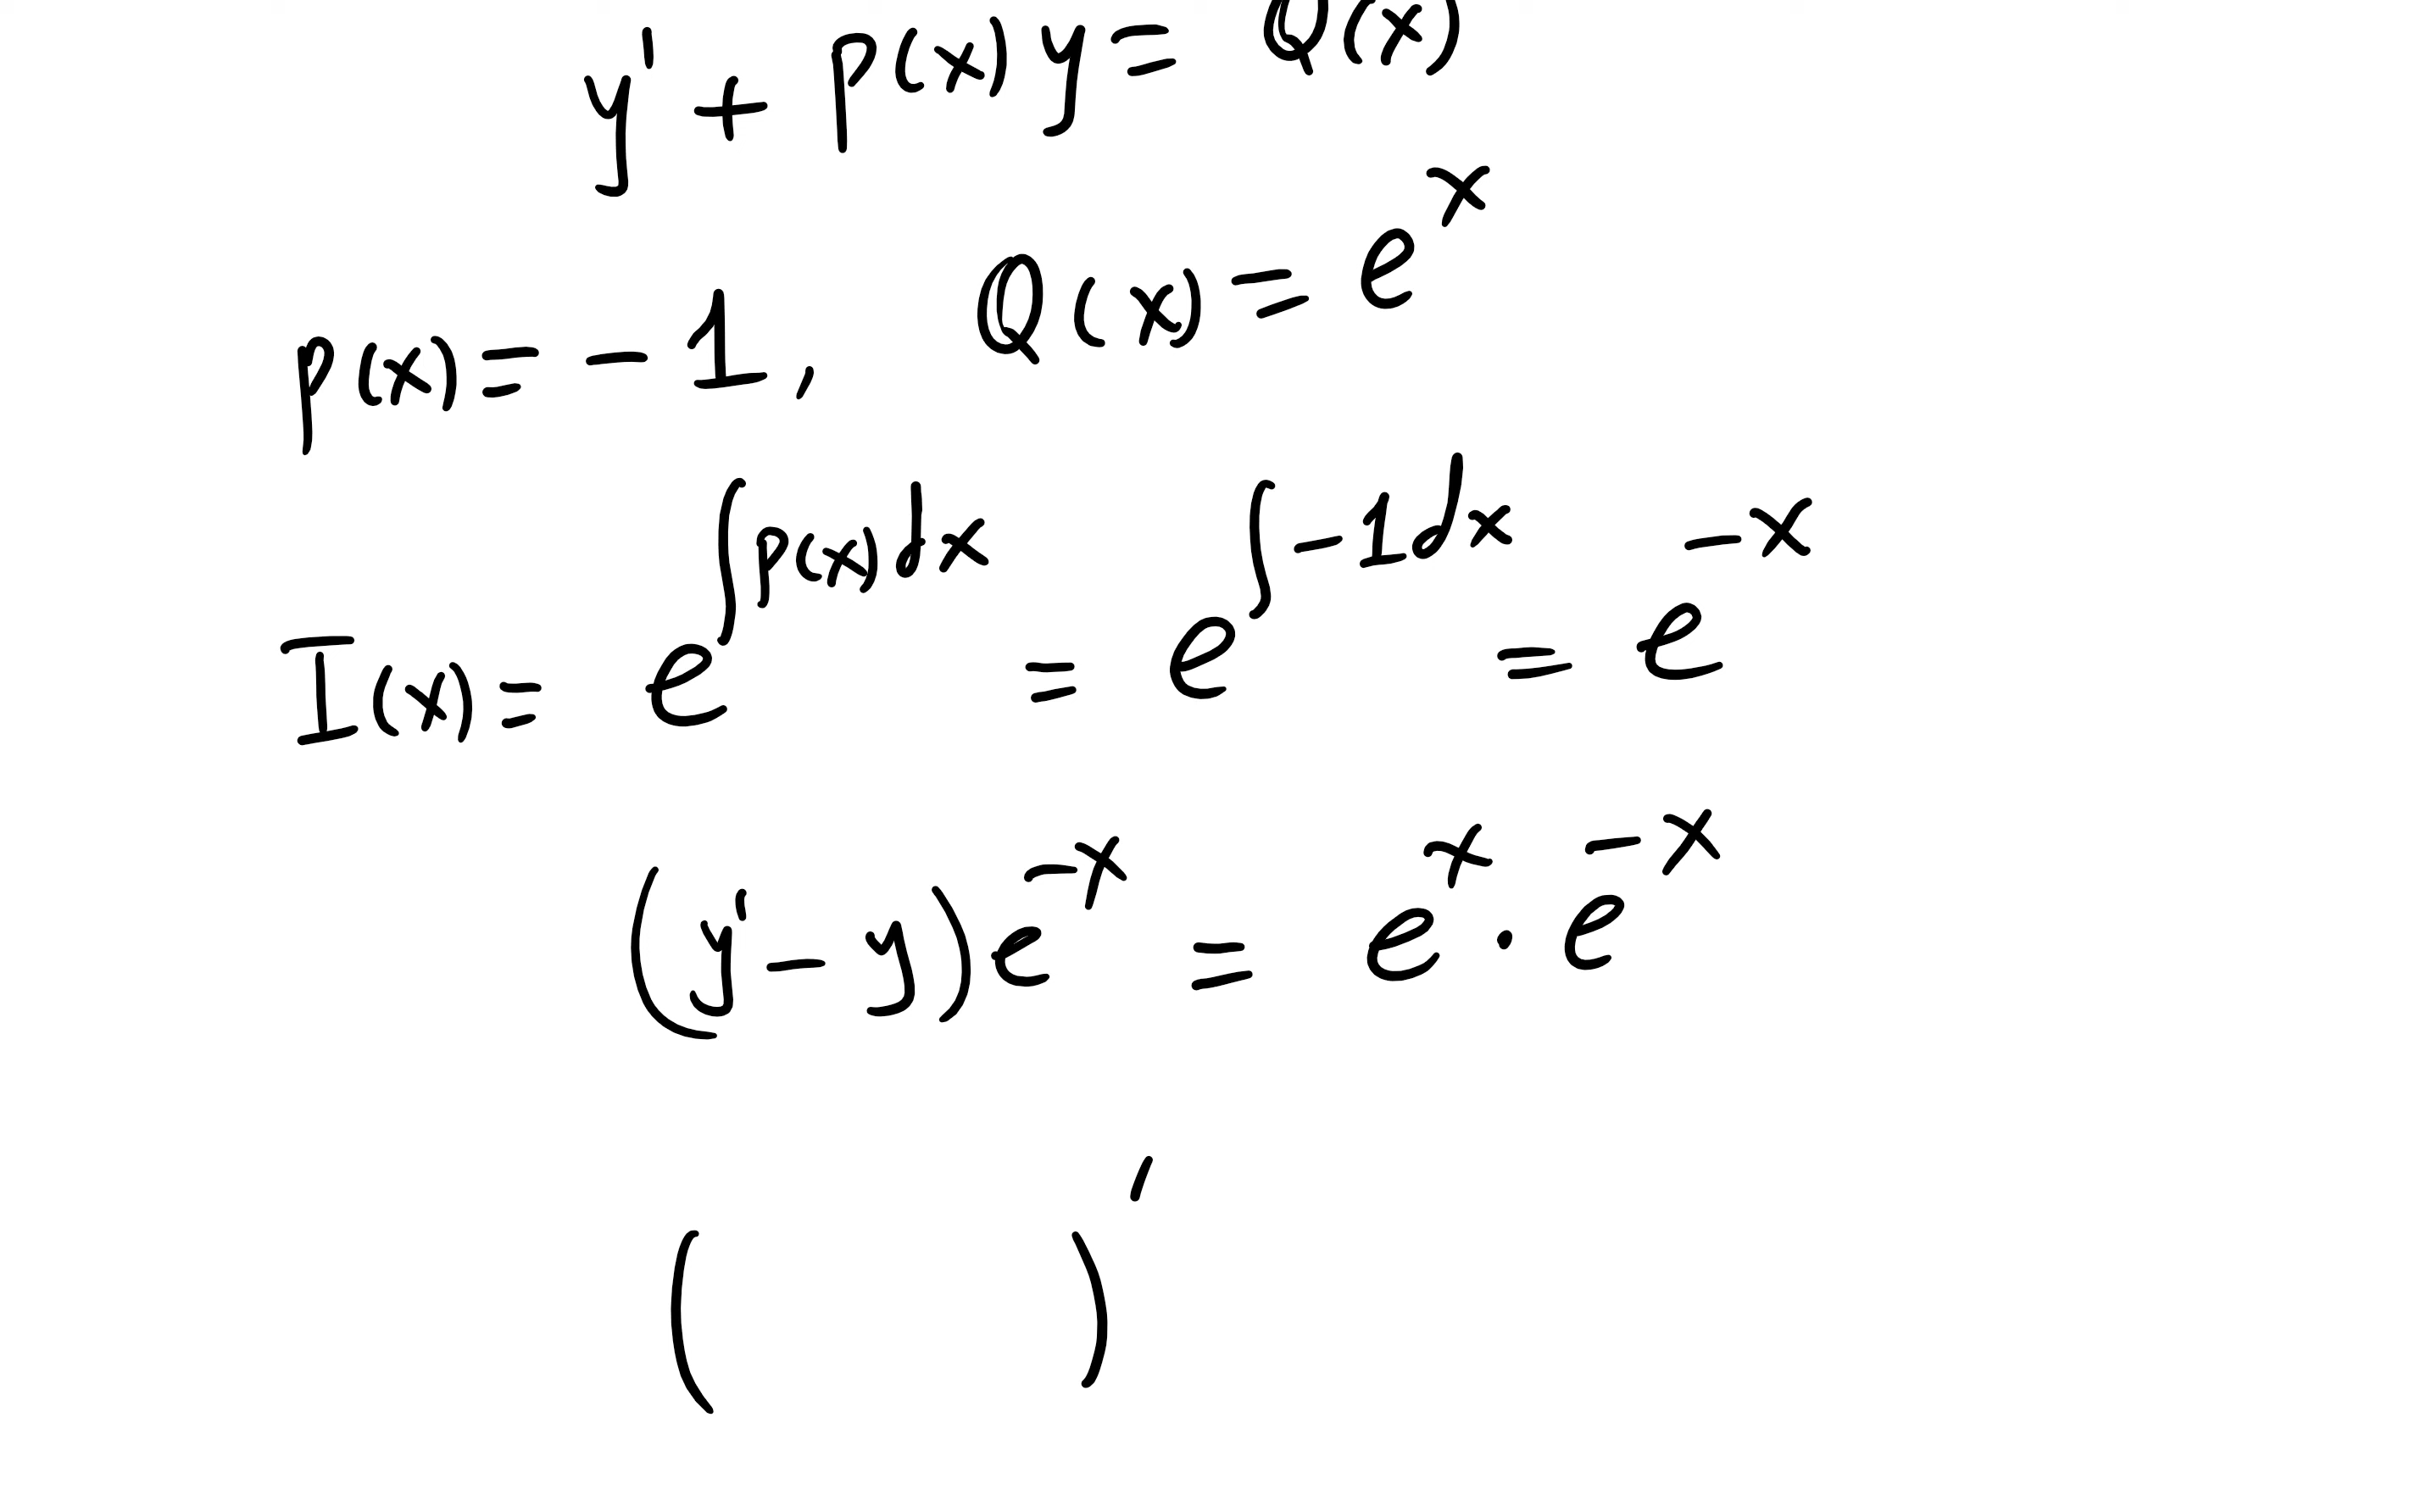 y' + p(x)y = Q(x)
p(x) = -1, Q(x) = e^x
I(x) = e^{∫p(x)dx} = e^{∫-1dx} = e^{-x}
(y' - y)e^{-x} = e^x · e^{-x}
( )'